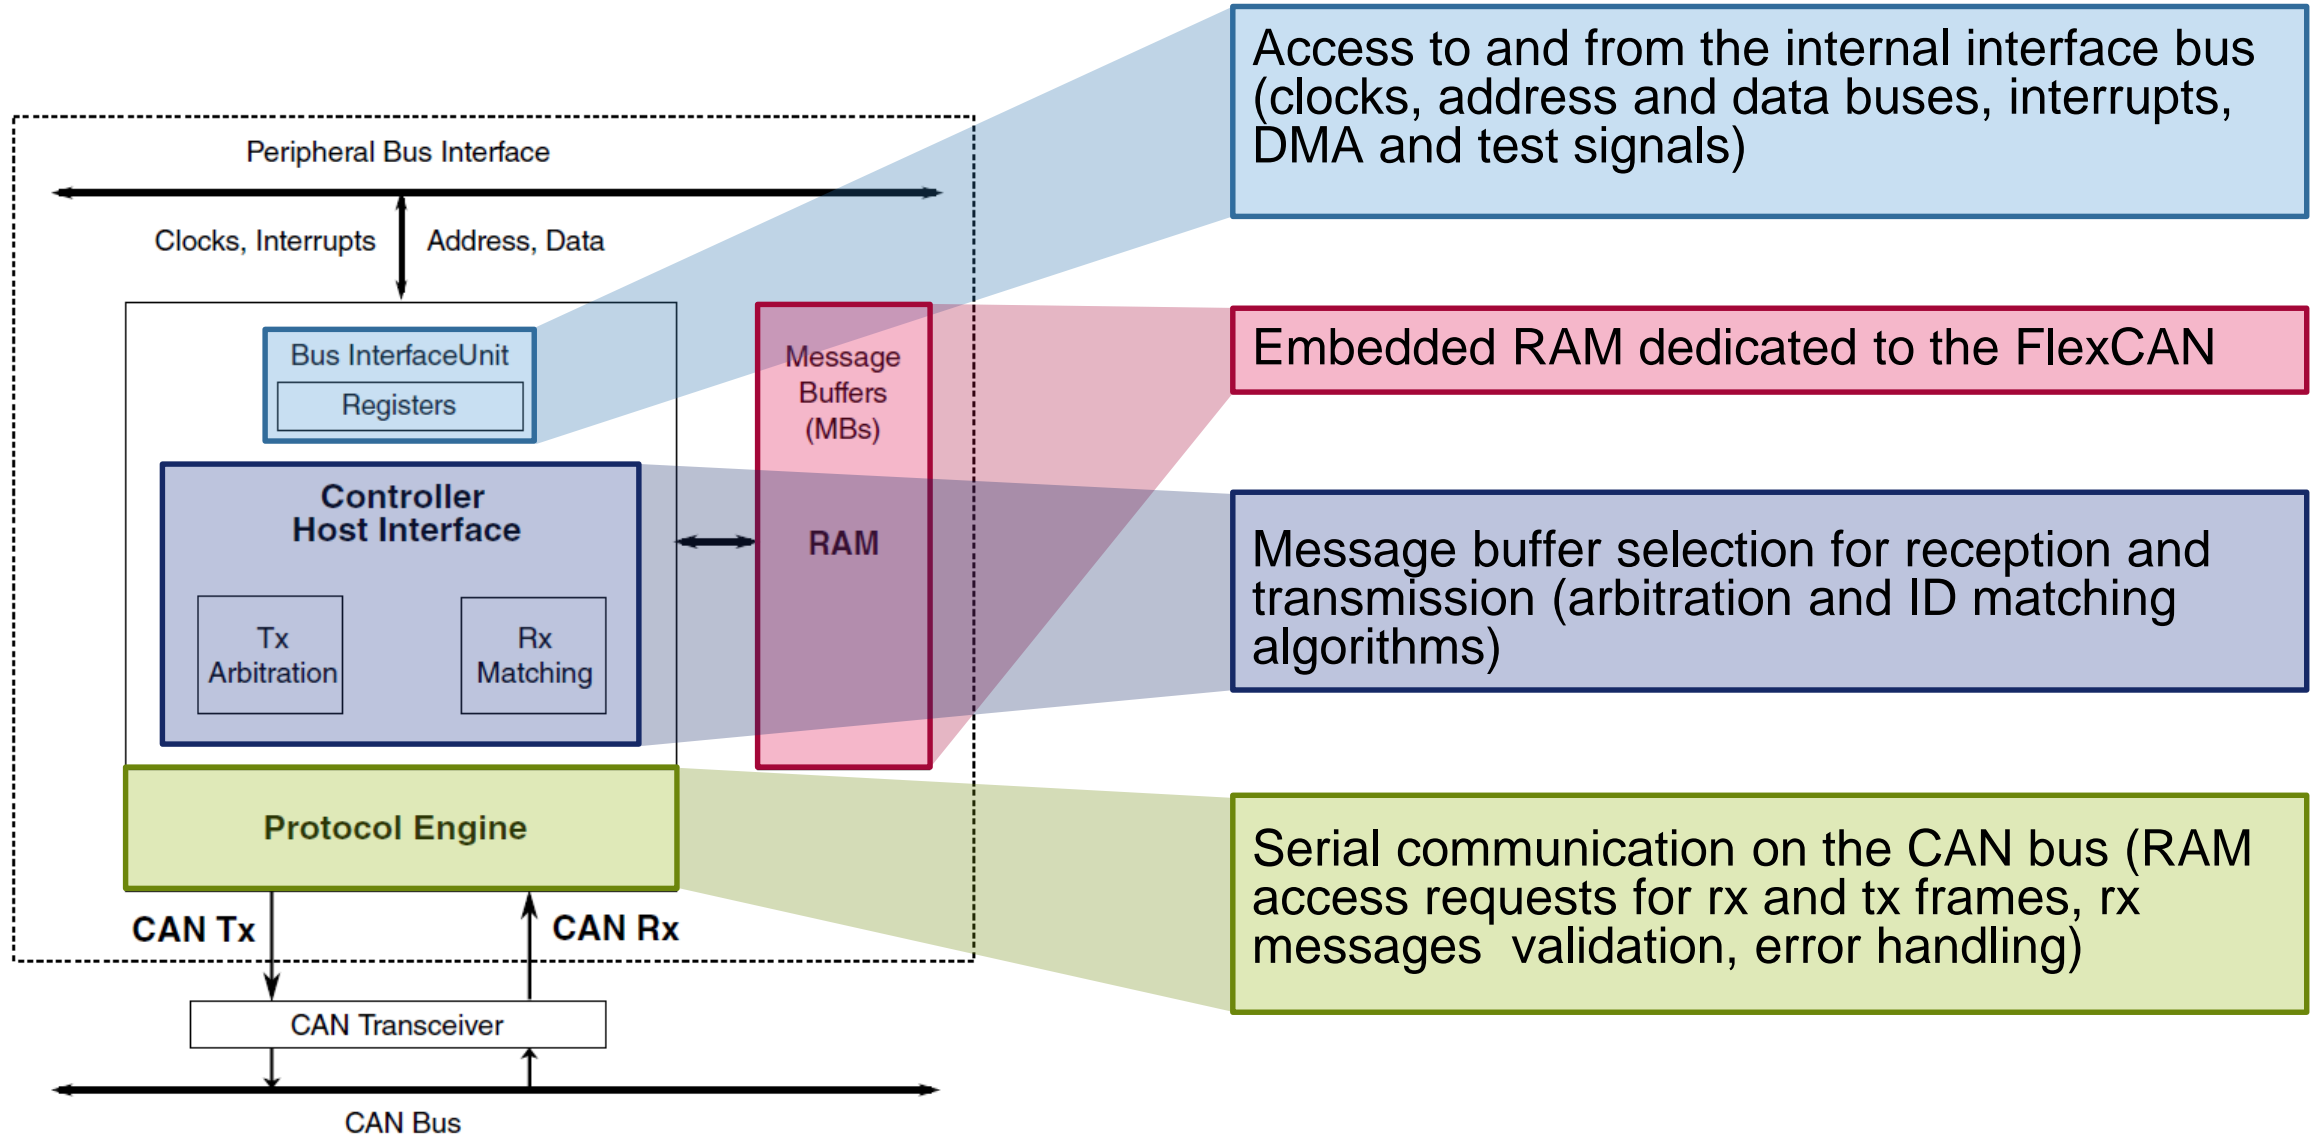 Peripheral Bus Interface
Clocks, Interrupts
Address, Data
Bus InterfaceUnit
Registers
Controller
Host Interface
Tx
Arbitration
Rx
Matching
Message
Buffers
(MBs)
RAM
Protocol Engine
CAN Tx
CAN Rx
CAN Transceiver
CAN Bus
Access to and from the internal interface bus
(clocks, address and data buses, interrupts,
DMA and test signals)
Embedded RAM dedicated to the FlexCAN
Message buffer selection for reception and
transmission (arbitration and ID matching
algorithms)
Serial communication on the CAN bus (RAM
access requests for rx and tx frames, rx
messages  validation, error handling)